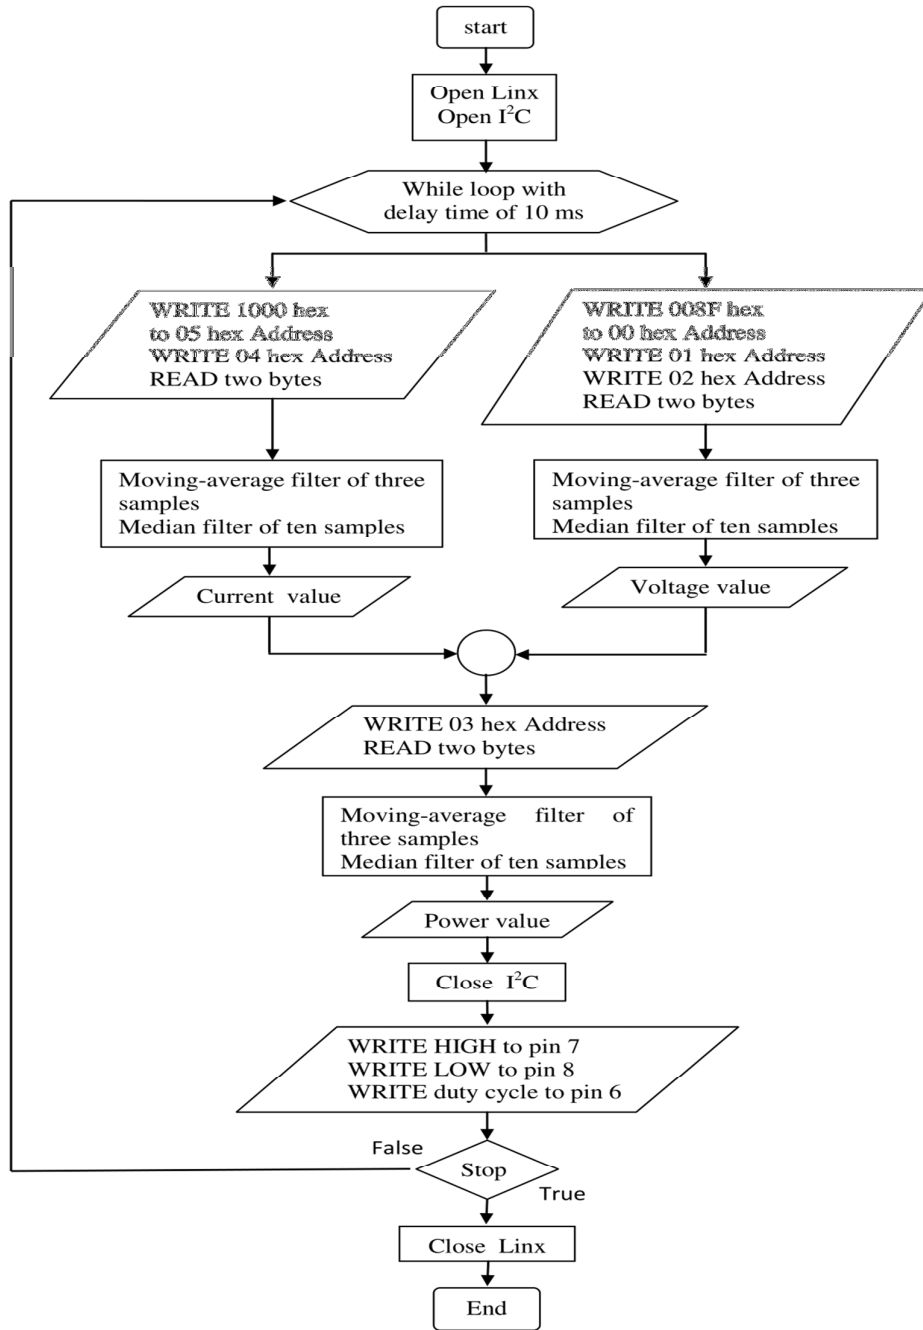 start
Open Linx
Open I²C
While loop with
delay time of 10 ms
WRITE 1000 hex
to 05 hex Address
WRITE 04 hex Address
READ two bytes
WRITE 008F hex
to 00 hex Address
WRITE 01 hex Address
WRITE 02 hex Address
READ two bytes
Moving-average filter of three
samples
Median filter of ten samples
Moving-average filter of three
samples
Median filter of ten samples
Current value
Voltage value
WRITE 03 hex Address
READ two bytes
Moving-average filter of
three samples
Median filter of ten samples
Power value
Close I²C
WRITE HIGH to pin 7
WRITE LOW to pin 8
WRITE duty cycle to pin 6
False
Stop
True
Close Linx
End